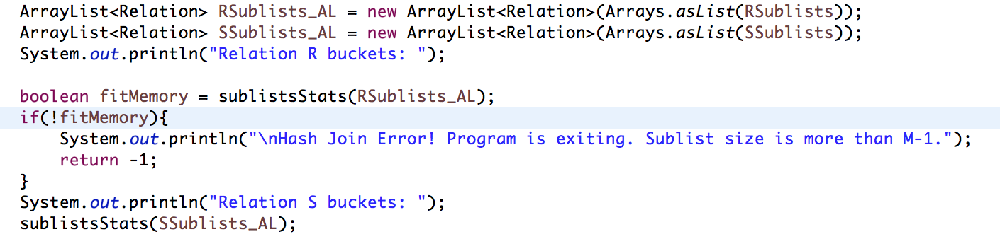 ArrayList<Relation> RSublists_AL = new ArrayList<Relation>(Arrays.asList(RSublists));
ArrayList<Relation> SSublists_AL = new ArrayList<Relation>(Arrays.asList(SSublists));
System.out.println("Relation R buckets: ");

boolean fitMemory = sublistsStats(RSublists_AL);
if(!fitMemory){
    System.out.println("\nHash Join Error! Program is exiting. Sublist size is more than M-1.");
    return -1;
}
System.out.println("Relation S buckets: ");
sublistsStats(SSublists_AL);